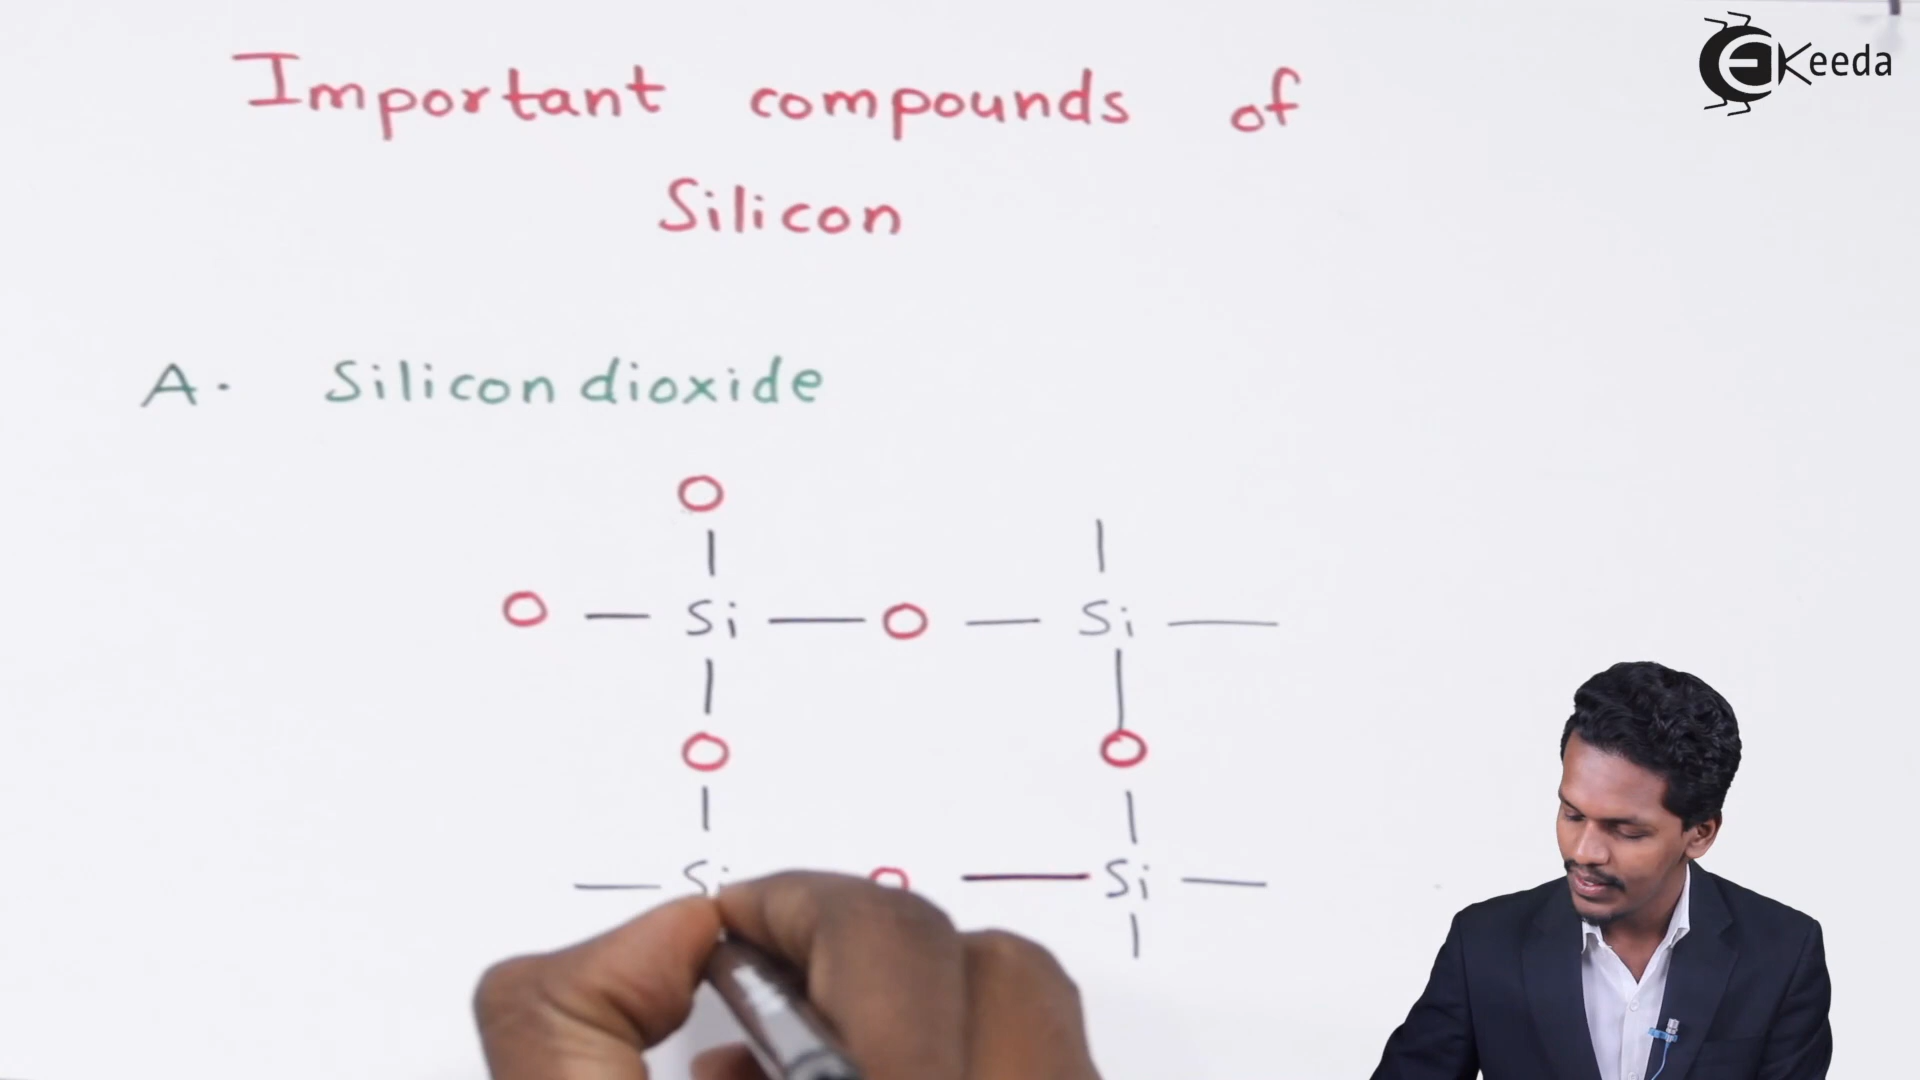 Important compounds of
Silicon
A. Silicon dioxide
O
O — Si — O — Si —
O O
— Si O — Si —
Keeda